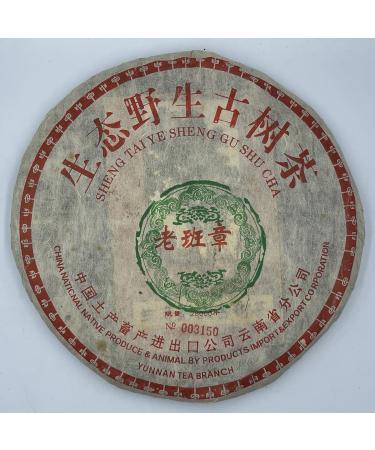 生态野生古树茶
SHENG TAI YE SHENG GU SHU CHA
老班章
№ 003150
中国土产畜产进出口公司云南省分公司
CHINA NATIONAL NATIVE PRODUCE & ANIMAL BY PRODUCTS IMPORT & EXPORT CORPORATION
YUNNAN TEA BRANCH